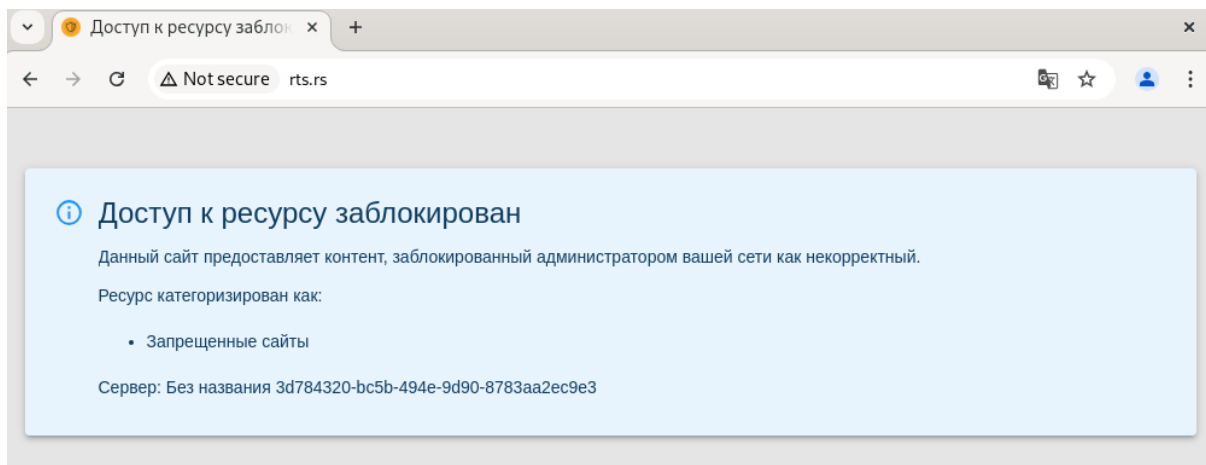 Доступ к ресурсу заблок
Not secure rts.rs
Доступ к ресурсу заблокирован
Данный сайт предоставляет контент, заблокированный администратором вашей сети как некорректный.
Ресурс категоризирован как:
• Запрещенные сайты
Сервер: Без названия 3d784320-bc5b-494e-9d90-8783aa2ec9e3